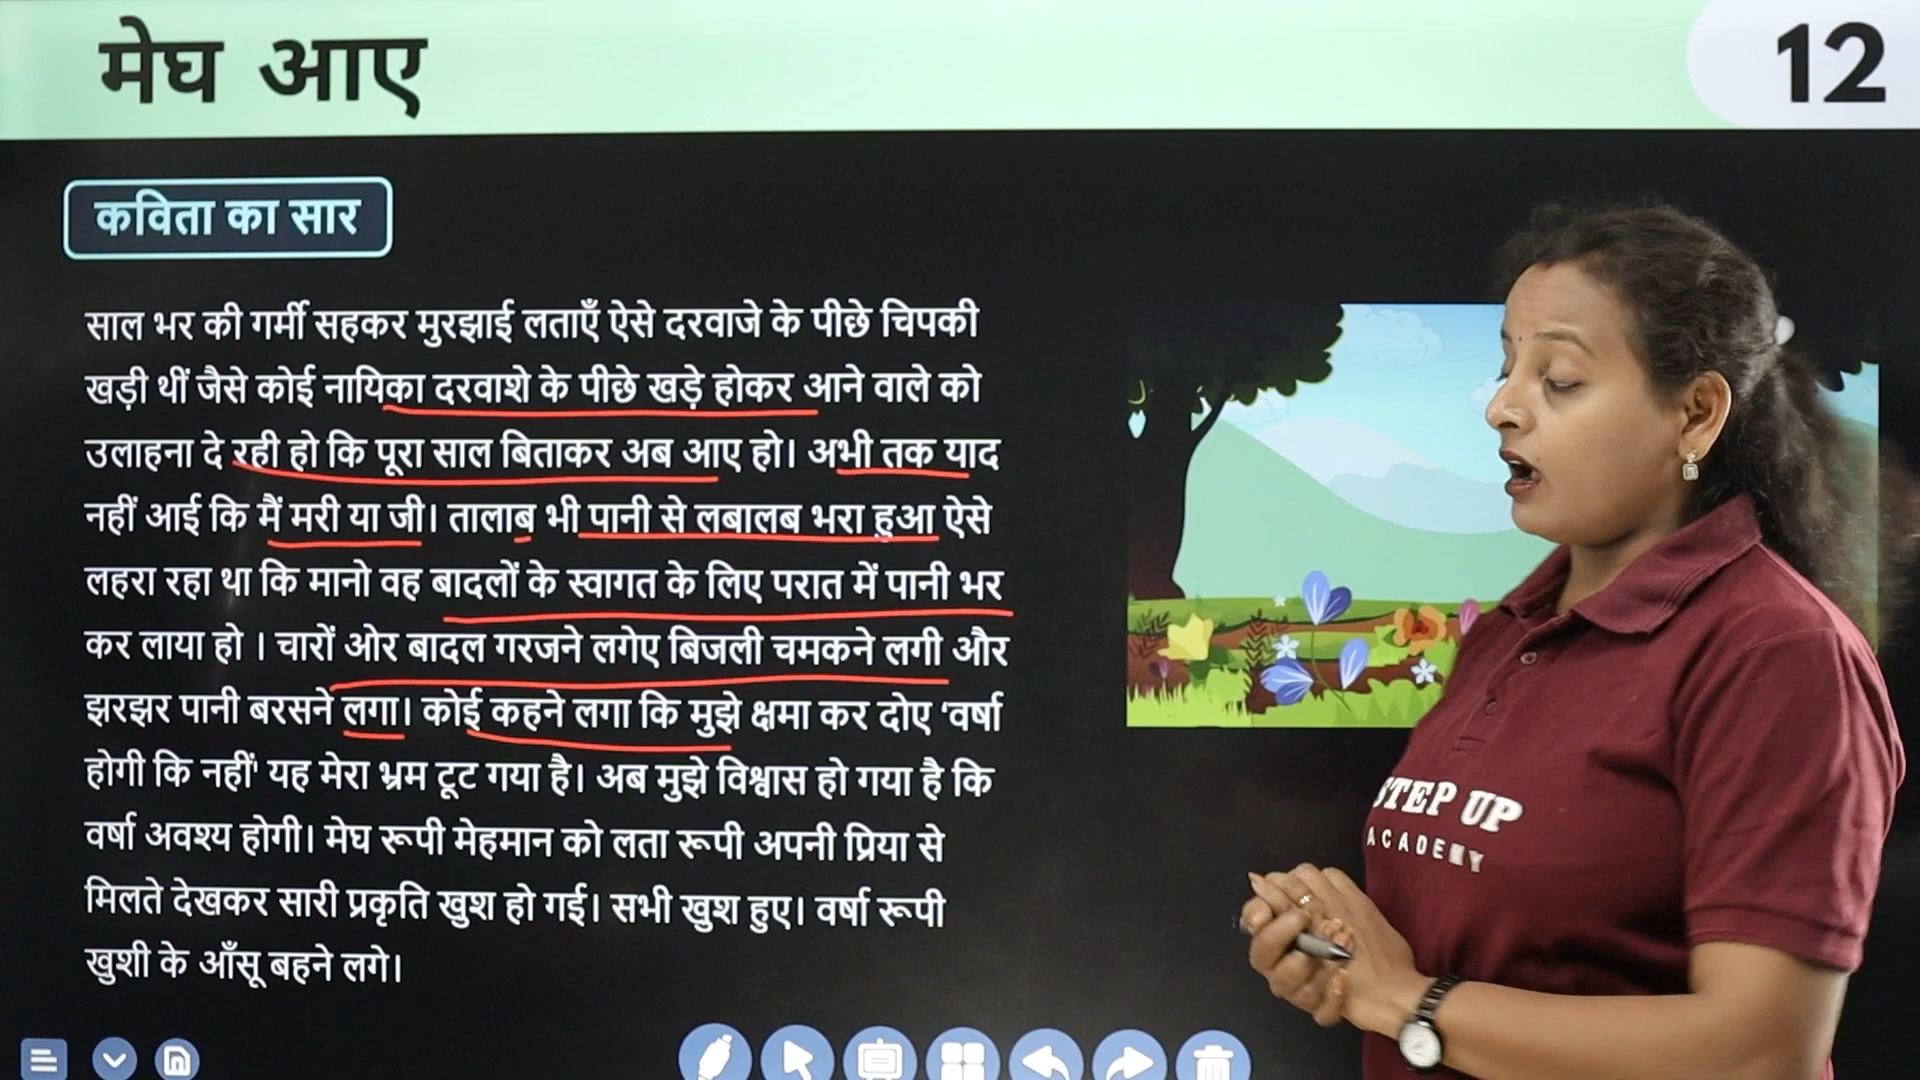 मेघ आए
12
कविता का सार
साल भर की गर्मी सहकर मुरझाई लताएँ ऐसे दरवाजे के पीछे चिपकी
खड़ी थीं जैसे कोई नायिका दरवाशे के पीछे खड़े होकर आने वाले को
उलाहना दे रही हो कि पूरा साल बिताकर अब आए हो। अभी तक याद
नहीं आई कि मैं मरी या जी। तालाब भी पानी से लबालब भरा हुआ ऐसे
लहरा रहा था कि मानो वह बादलों के स्वागत के लिए परात में पानी भर
कर लाया हो । चारों ओर बादल गरजने लगेए बिजली चमकने लगी और
झरझर पानी बरसने लगा। कोई कहने लगा कि मुझे क्षमा कर दोए ‘वर्षा
होगी कि नहीं' यह मेरा भ्रम टूट गया है। अब मुझे विश्वास हो गया है कि
वर्षा अवश्य होगी। मेघ रूपी मेहमान को लता रूपी अपनी प्रिया से
मिलते देखकर सारी प्रकृति खुश हो गई। सभी खुश हुए। वर्षा रूपी
खुशी के आँसू बहने लगे।
STEP UP
ACADEMY